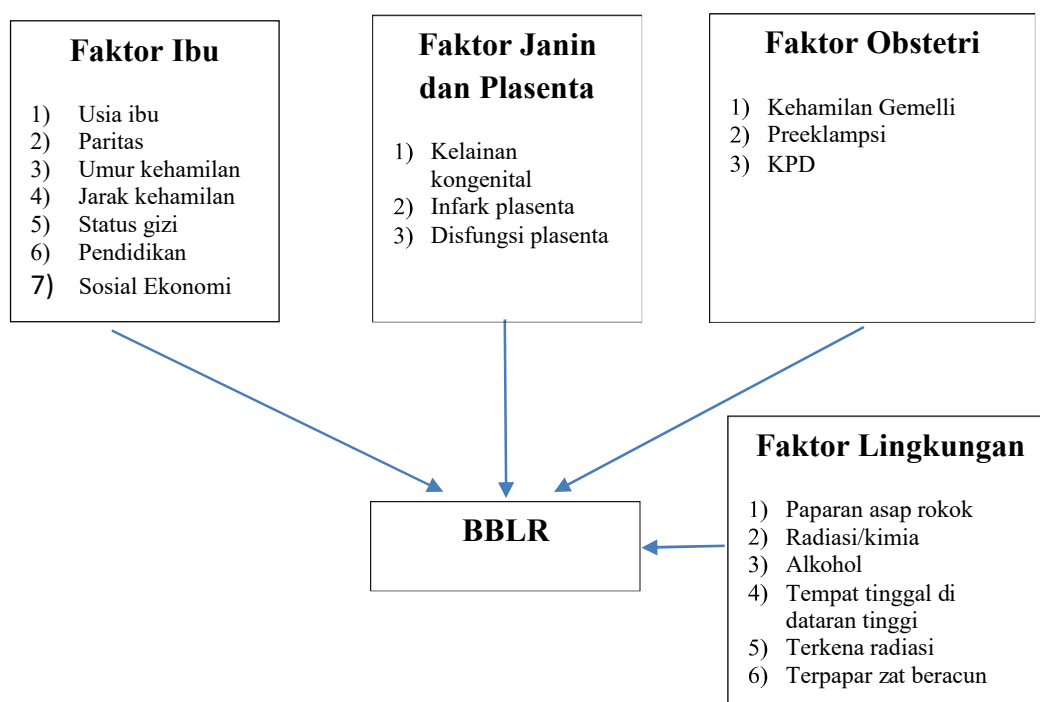 Faktor Ibu
1) Usia ibu
2) Paritas
3) Umur kehamilan
4) Jarak kehamilan
5) Status gizi
6) Pendidikan
7) Sosial Ekonomi
Faktor Janin
dan Plasenta
1) Kelainan
kongenital
2) Infark plasenta
3) Disfungsi plasenta
Faktor Obstetri
1) Kehamilan Gemelli
2) Preeklampsi
3) KPD
BBLR
Faktor Lingkungan
1) Paparan asap rokok
2) Radiasi/kimia
3) Alkohol
4) Tempat tinggal di
dataran tinggi
5) Terkena radiasi
6) Terpapar zat beracun